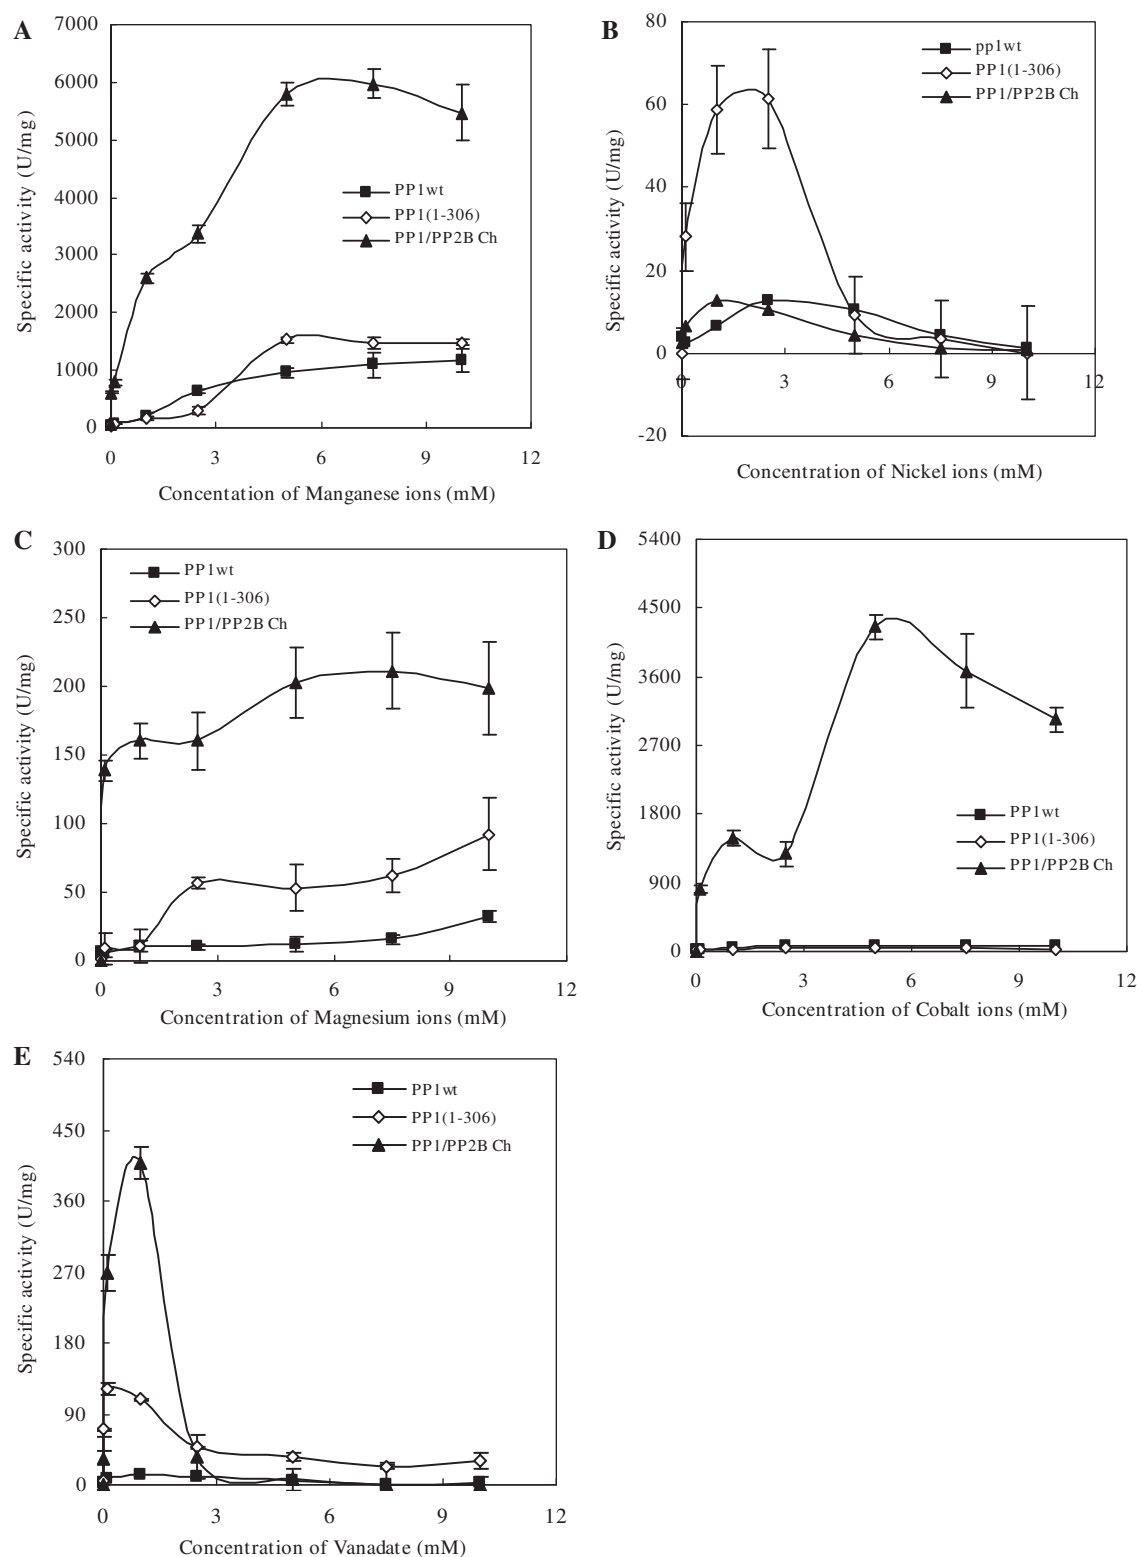 A
Specific activity (U/mg)
7000
6000
5000
4000
3000
2000
1000
0
0 3 6 9 12
PP1wt
PP1(1-306)
PP1/PP2B Ch
Concentation of Manganese ions (mM)
B
Specific activity (U/mg)
80
60
40
20
0
-20
0 3 6 9 12
pp1wt
PP1(1-306)
PP1/PP2B Ch
Concentration of Nickel ions (mM)
C
Specific activity (U/mg)
300
250
200
150
100
50
0
0 3 6 9 12
PP1wt
PP1(1-306)
PP1/PP2B Ch
Concentration of Magnesium ions (mM)
D
Specific activity (U/mg)
5400
4500
3600
2700
1800
900
0
0 3 6 9 12
PP1wt
PP1(1-306)
PP1/PP2B Ch
Concentration of Cobalt ions (mM)
E
Specific activity (U/mg)
540
450
360
270
180
90
0
0 3 6 9 12
PP1wt
PP1(1-306)
PP1/PP2B Ch
Concentration of Vanadate (mM)